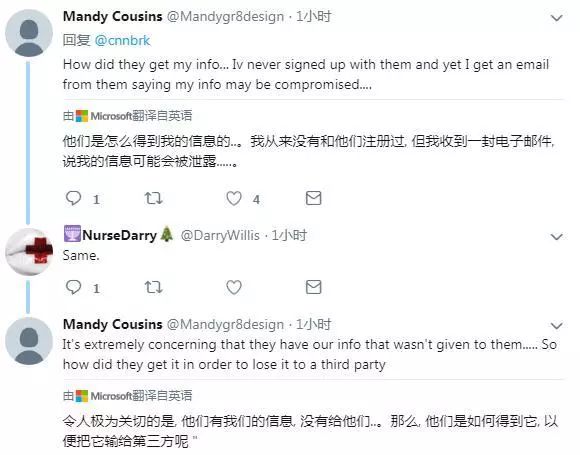 Mandy Cousins @Mandygr8design · 1小时
回复 @cnnbrk
How did they get my info... Iv never signed up with them and yet I get an email
from them saying my info may be compromised....
由 Microsoft 翻译自英语
他们是怎么得到我的信息的..。我从来没有和他们注册过, 但我收到一封电子邮件,
说我的信息可能会被泄露.....。
1 4
🕎NurseDarry🎄 @DarryWillis · 1小时
Same.
1
Mandy Cousins @Mandygr8design · 1小时
It's extremely concerning that they have our info that wasn't given to them..... So
how did they get it in order to lose it to a third party
由 Microsoft 翻译自英语
令人极为关切的是, 他们有我们的信息, 没有给他们..。那么, 他们是如何得到它, 以
便把它输给第三方呢 "